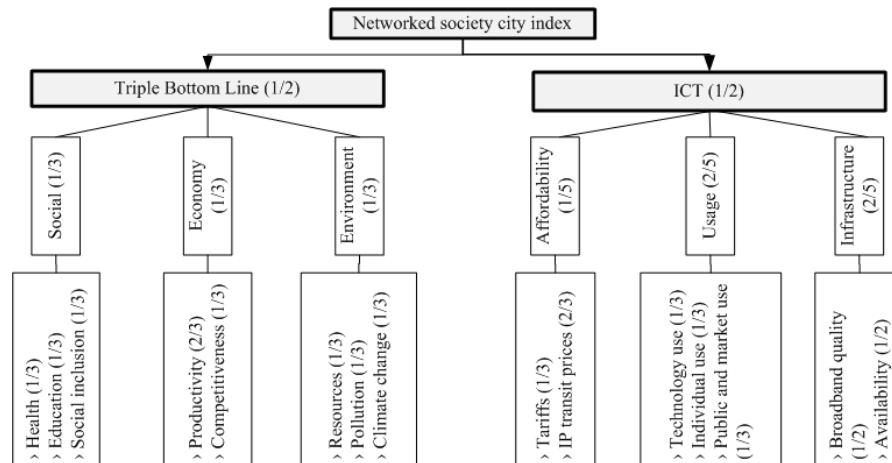 Networked society city index
Triple Bottom Line (1/2)
ICT (1/2)
Social (1/3)
Economy
(1/3)
Environment
(1/3)
Affordability
(1/5)
Usage (2/5)
Infrastructure
(2/5)
› Health (1/3)
› Education (1/3)
› Social inclusion (1/3)
› Productivity (2/3)
› Competitiveness (1/3)
› Resources (1/3)
› Pollution (1/3)
› Climate change (1/3)
› Tariffs (1/3)
› IP transit prices (2/3)
› Technology use (1/3)
› Individual use (1/3)
› Public and market use
(1/3)
› Broadband quality
(1/2)
› Availability (1/2)